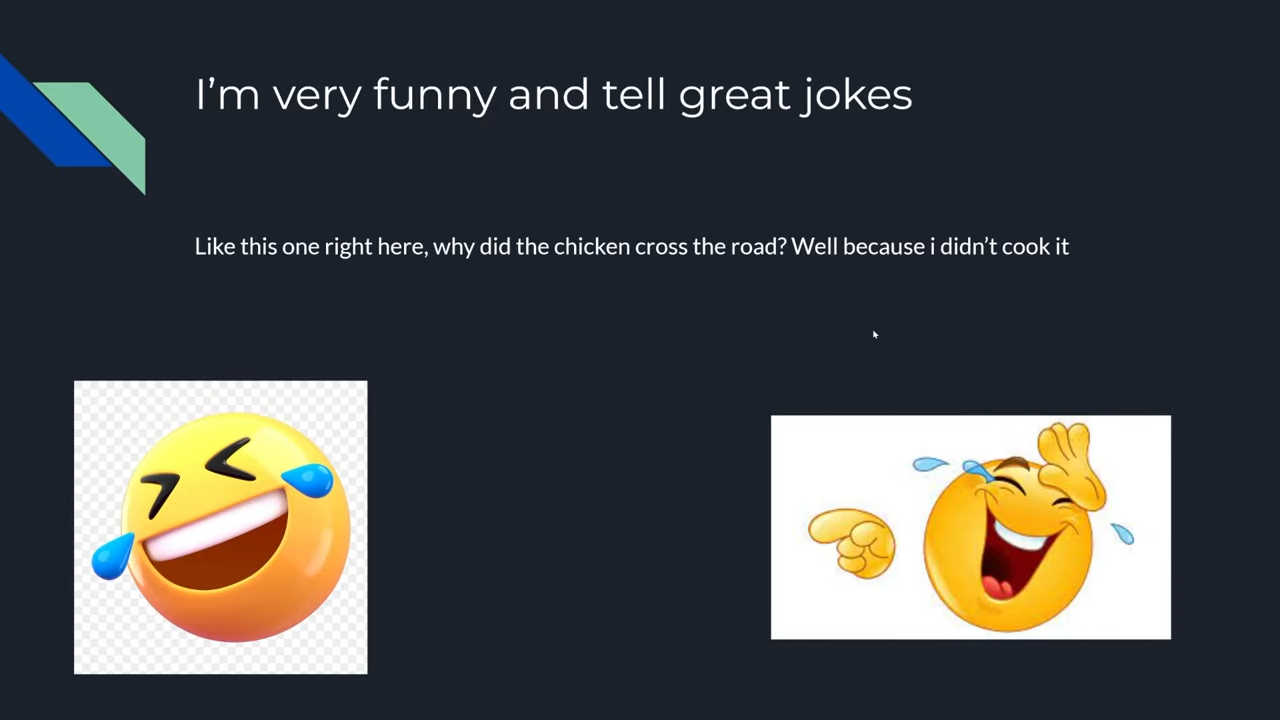 I’m very funny and tell great jokes
Like this one right here, why did the chicken cross the road? Well because i didn’t cook it